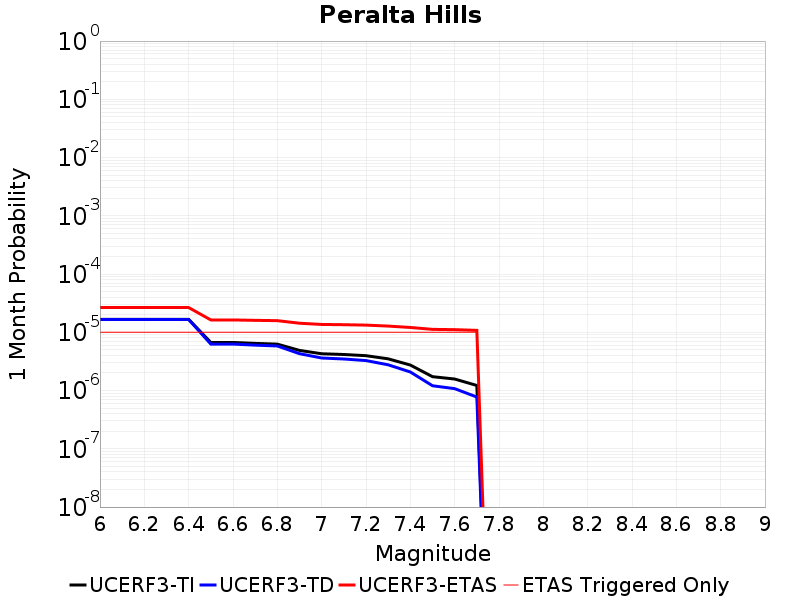 Peralta Hills
1 Month Probability
10^0
10^-1
10^-2
10^-3
10^-4
10^-5
10^-6
10^-7
10^-8
6 6.2 6.4 6.6 6.8 7 7.2 7.4 7.6 7.8 8 8.2 8.4 8.6 8.8 9
Magnitude
UCERF3-TI UCERF3-TD UCERF3-ETAS ETAS Triggered Only